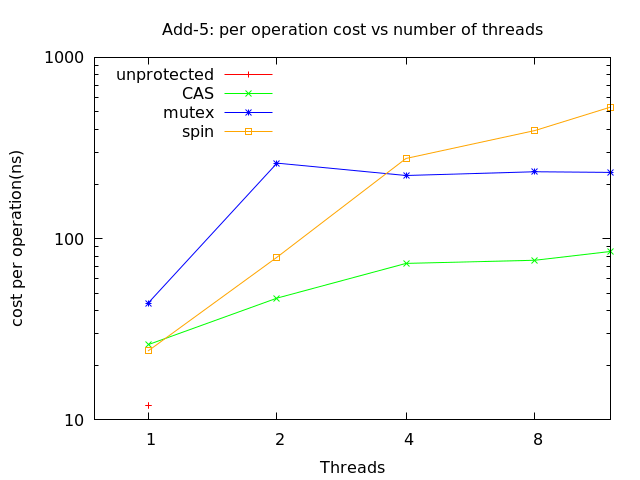 Add-5: per operation cost vs number of threads
1000
unprotected
CAS
mutex
spin
100
cost per operation(ns)
10
1 2 4 8
Threads